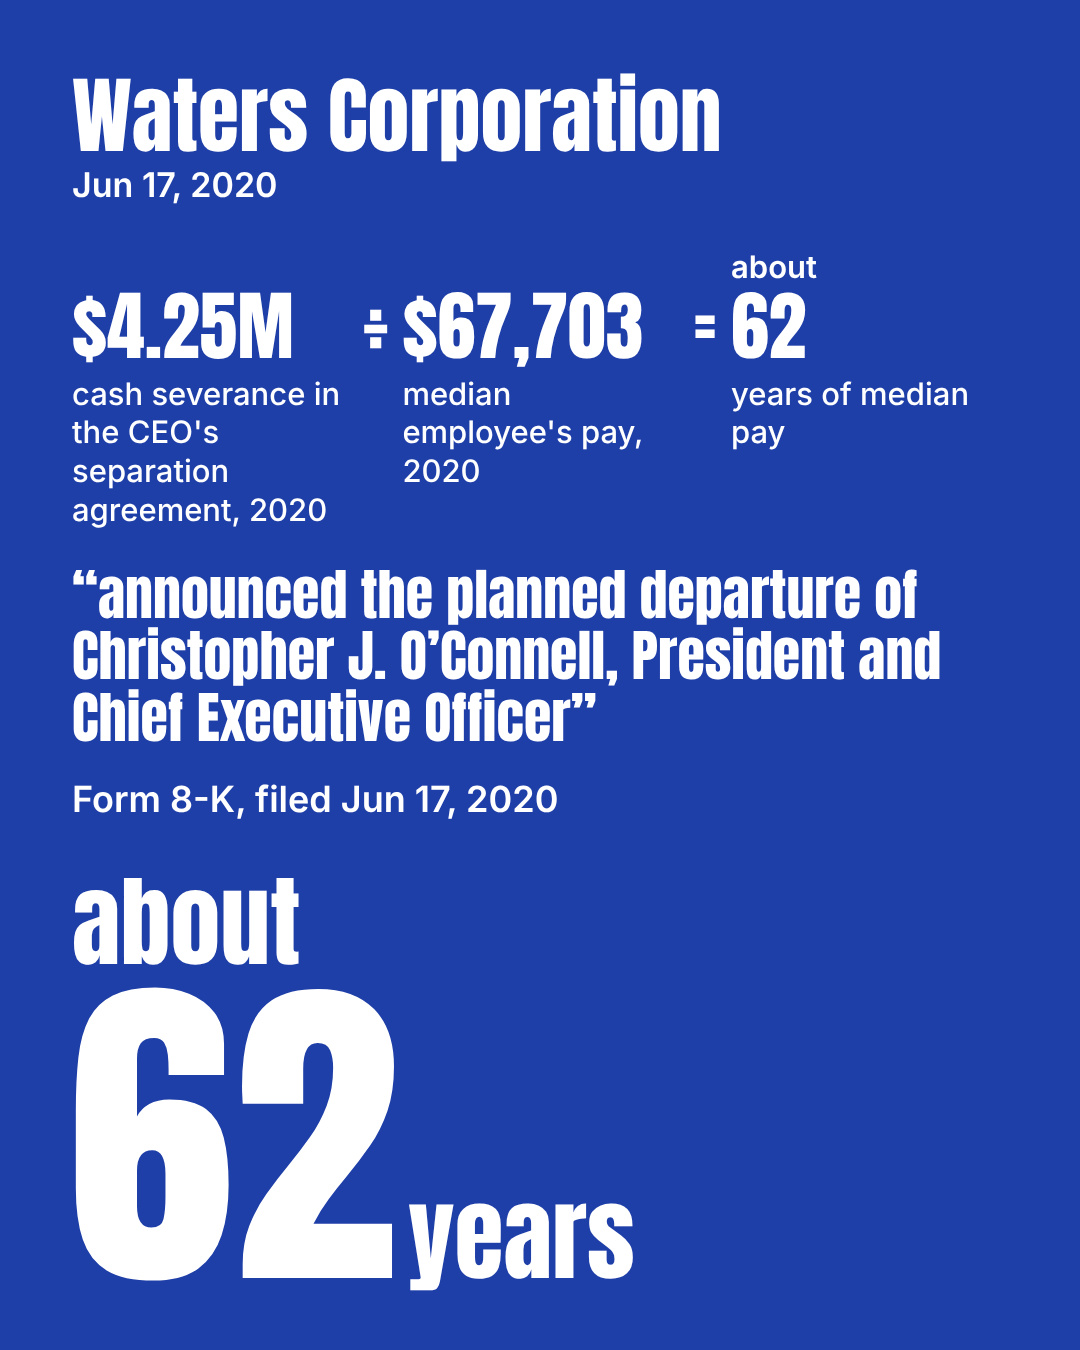 Waters Corporation
Jun 17, 2020
$4.25M ÷ $67,703 = about 62
cash severance in
the CEO's
separation
agreement, 2020
median
employee's pay,
2020
years of median
pay
“announced the planned departure of
Christopher J. O’Connell, President and
Chief Executive Officer”
Form 8-K, filed Jun 17, 2020
about
62 years